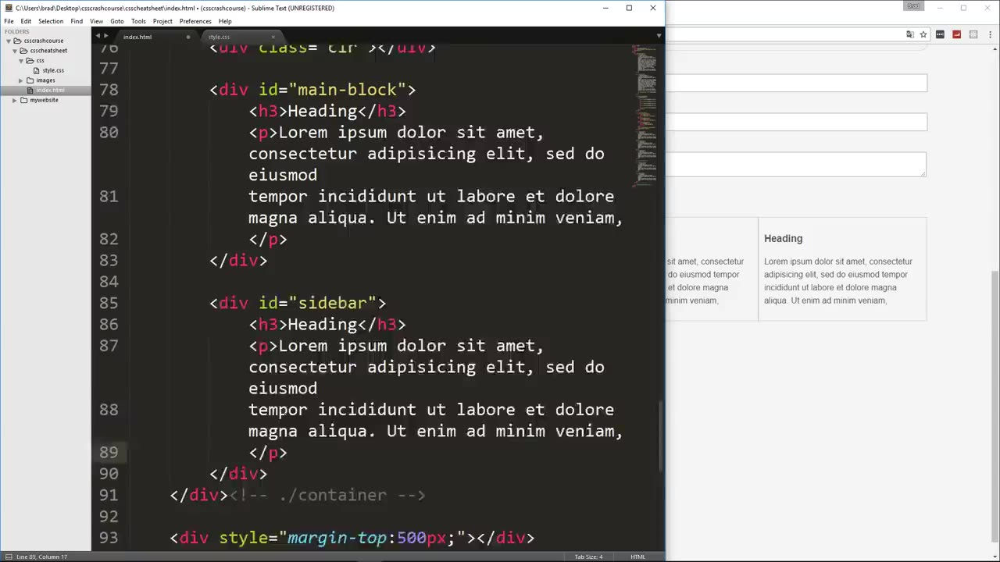 C:\Users\brad\Desktop\csscrashcourse\csscheatsheet\index.html • (csscrashcourse) - Sublime Text (UNREGISTERED)
Brad
File Edit Selection Find View Goto Tools Project Preferences Help
FOLDERS
csscrashcourse
csscheatsheet
css
style.css
images
index.html
mywebsite
index.html
style.css
76 <div class="clr"></div>
77
78 <div id="main-block">
79 <h3>Heading</h3>
80 <p>Lorem ipsum dolor sit amet,
consectetur adipisicing elit, sed do
eiusmod
81 tempor incididunt ut labore et dolore
magna aliqua. Ut enim ad minim veniam,
82 </p>
83 </div>
84
85 <div id="sidebar">
86 <h3>Heading</h3>
87 <p>Lorem ipsum dolor sit amet,
consectetur adipisicing elit, sed do
eiusmod
88 tempor incididunt ut labore et dolore
magna aliqua. Ut enim ad minim veniam,
89 </p>
90 </div>
91 </div><!-- ./container -->
92
93 <div style="margin-top:500px;"></div>
sit amet, consectetur
do eiusmod tempor
et dolore magna
minim veniam,
Heading
Lorem ipsum dolor sit amet,
consectetur adipisicing elit,
sed do eiusmod tempor
incididunt ut labore et dolore magna
aliqua. Ut enim ad minim veniam,
Line 89, Column 17
Tab Size: 4
HTML